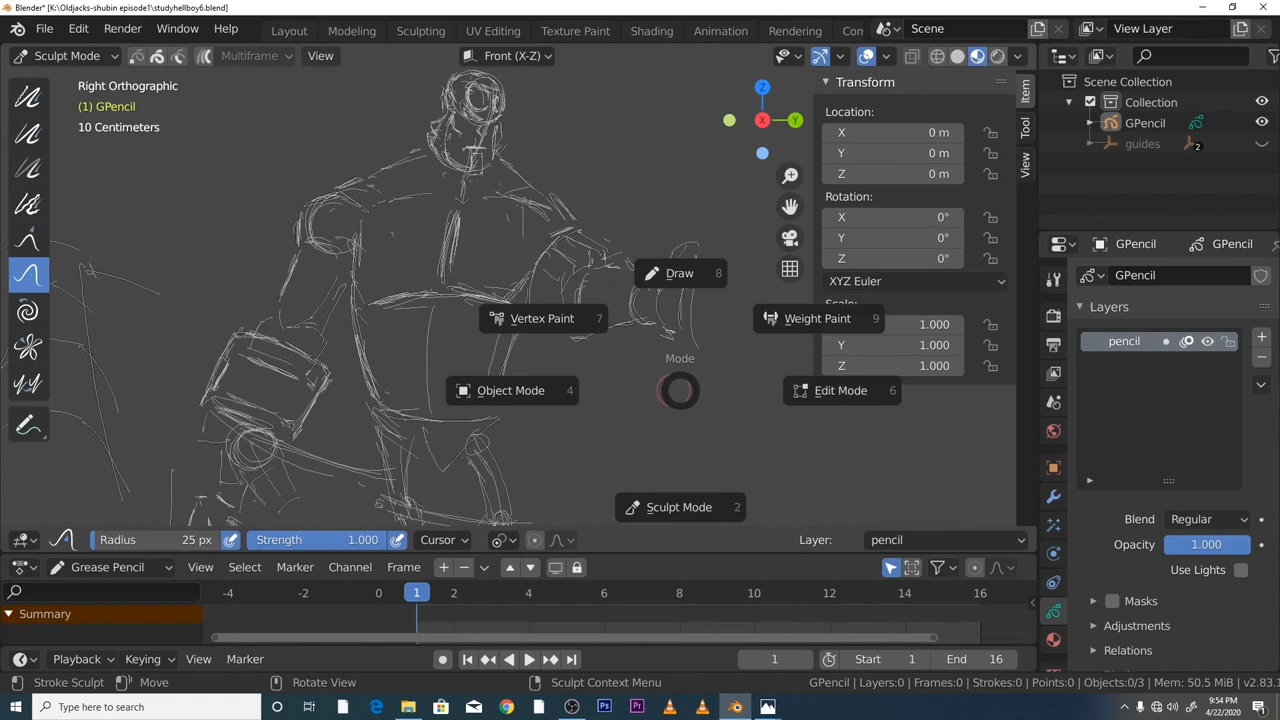 Blender* [K:\Oldjacks-shubin episode1\studyhellboy6.blend]
File Edit Render Window Help Layout Modeling Sculpting UV Editing Texture Paint Shading Animation Rendering Scene View Layer
Sculpt Mode Multiframe View Front (X-Z)
Right Orthographic
(1) GPencil
10 Centimeters
Z
X
Y
Transform
Location:
X 0 m
Y 0 m
Z 0 m
Rotation:
X 0°
Y 0°
Z 0°
XYZ Euler
1.000
Y 1.000
Z 1.000
Item
Tool
View
Draw 8
Vertex Paint 7
Weight Paint 9
Mode
Object Mode 4
Edit Mode 6
Sculpt Mode 2
Scene Collection
Collection
GPencil
guides 2
GPencil GPencil
GPencil
Layers
pencil
Blend Regular
Opacity 1.000
Use Lights
Masks
Adjustments
Relations
Radius 25 px Strength 1.000 Cursor Layer: pencil
Grease Pencil View Select Marker Channel Frame
-4 -2 0 1 2 4 6 8 10 12 14 16
Summary
Playback Keying View Marker 1 Start 1 End 16
Stroke Sculpt Move Rotate View Sculpt Context Menu GPencil | Layers:0 | Frames:0 | Strokes:0 | Points:0 | Objects:0/3 | Mem: 50.5 MiB | v2.83.1
Type here to search
9:54 PM
4/22/2020